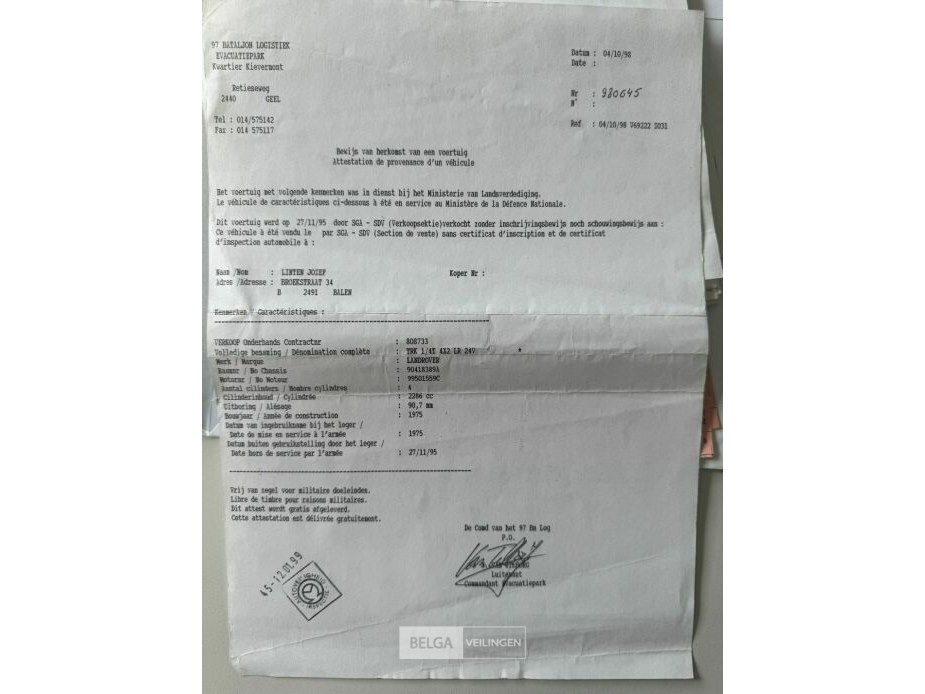 97 BATALJON LOGISTIEK
EVACUATIEPARK
Kwartier Kievermont
Retieseweg
2440 GEEL
Tel : 014/575142
Fax : 014 575117
Datum : 04/10/98
Date :
Nr : 980645
N° :
Ref : 04/10/98 V69222 D031
Bewijs van herkomst van een voertuig
Attestation de provenance d'un véhicule
Het voertuig met volgende kenmerken was in dienst bij het Ministerie van Landsverdediging.
Le véhicule de caractéristiques ci-dessous à été en service au Ministère de la Défence Nationale.
Dit voertuig werd op 27/11/95 door SGA - SDV (Verkoopsektie)verkocht zonder inschrijvingsbewijs noch schouwingsbewijs aan :
Ce véhicule à été vendu le par SGA - SDV (Section de vente) sans certificat d'inscription et de certificat
d'inspection automobile à :
Naam /Nom : LINTEN JOZEF Koper Nr :
Adres /Adresse : BROEKSTRAAT 34
B 2491 BALEN
Kenmerken / Caractéristiques :
VERKOOP Onderhands Contractnr : 808733
Volledige benaming / Dénomination complète : TRK 1/4T 4X2 LR 24V *
Merk / Marque : LANDROVER
Chassis : 90418389A
Motornr / No Moteur : 99501559C
Aantal cilinders / Nombre cylindres : 4
Cilinderinhoud / Cylindrée : 2286 cc
Uitboring / Alésage : 90,7 mm
Bouwjaar / Année de construction : 1975
Datum van ingebruikname bij het leger /
Date de mise en service à l'armée : 1975
Datum buiten gebruikstelling door het leger /
Date hors de service par l'armée : 27/11/95
Vrij van zegel voor militaire doeleinden.
Libre de timbre pour raisons militaires.
Dit attest wordt gratis afgeleverd.
Cette attestation est délivrée gratuitement.
De Comd van het 97 Bn Log
P.O.
Luitenant
Commandant Evacuatiepark
45-12.01.99
AUTOVEILIGHEID
INSPECTIE
BELGA VEILINGEN